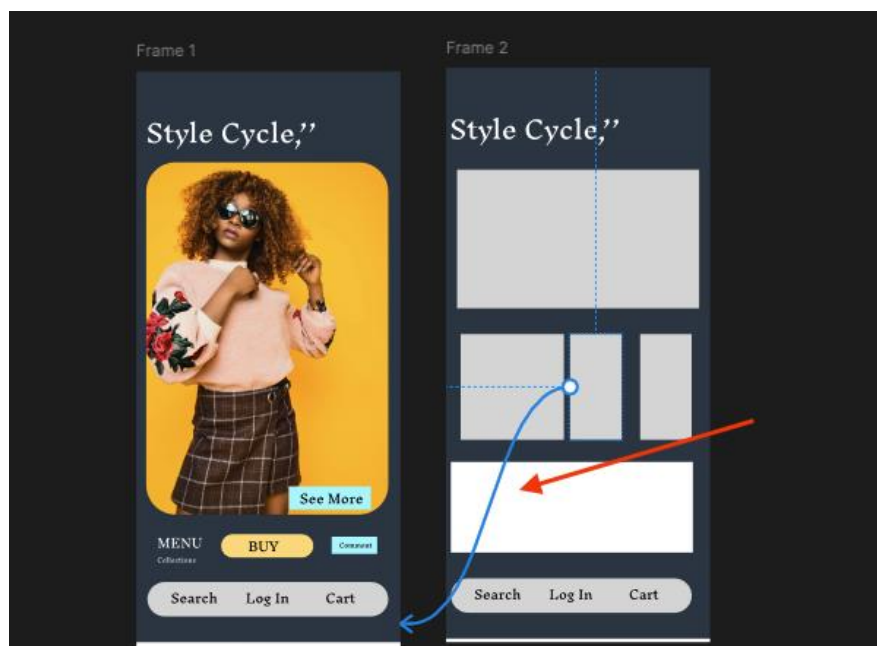 Frame 1
Style Cycle,’’
See More
MENU
BUY
Comment
Collections
Search Log In Cart
Frame 2
Style Cycle,’’
Search Log In Cart